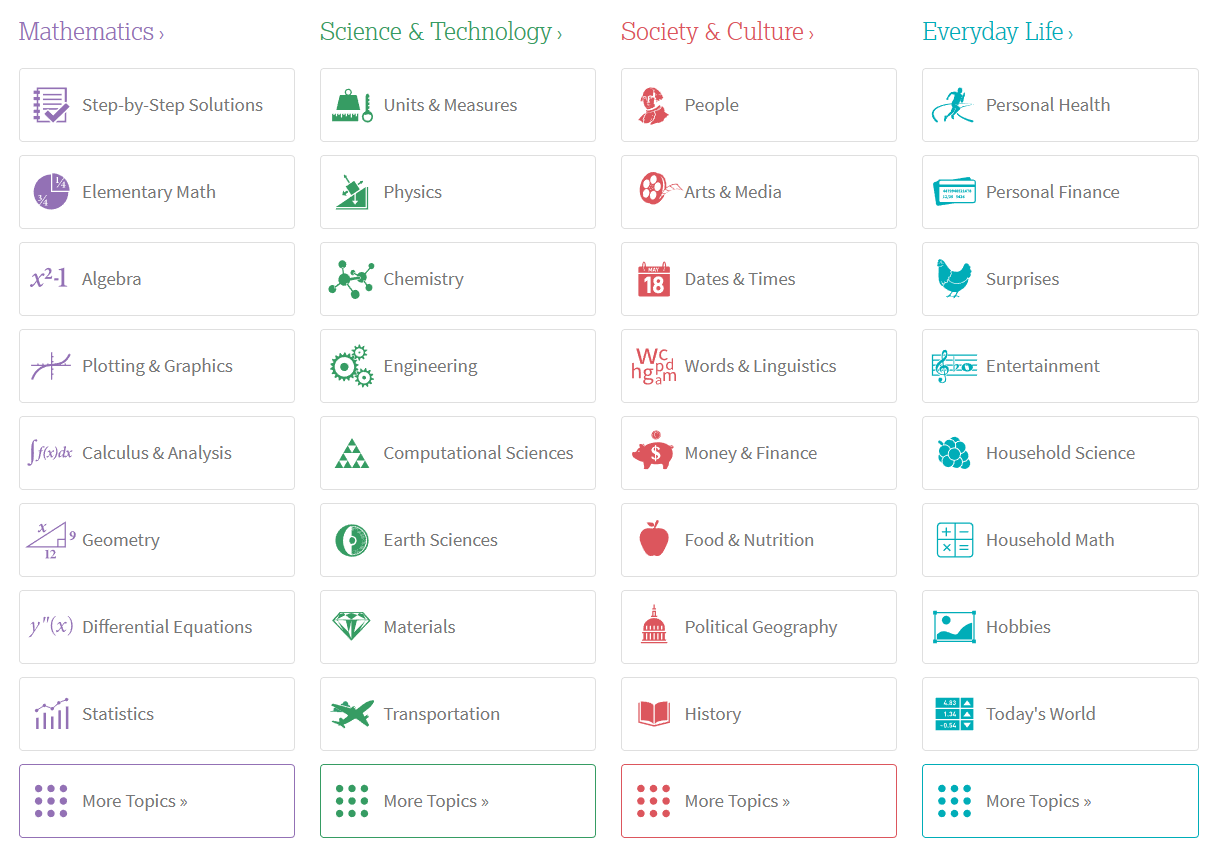 Mathematics ›
Step-by-Step Solutions
1/4
3/4
Elementary Math
x²-1
Algebra
Plotting & Graphics
∫f(x)dx
Calculus & Analysis
x
9
12
Geometry
y″(x)
Differential Equations
Statistics
More Topics »
Science & Technology ›
Units & Measures
Physics
Chemistry
Engineering
Computational Sciences
Earth Sciences
Materials
Transportation
More Topics »
Society & Culture ›
People
Arts & Media
MAY
18
Dates & Times
Wc
pd
hg
am
Words & Linguistics
$
Money & Finance
Food & Nutrition
Political Geography
History
More Topics »
Everyday Life ›
Personal Health
Personal Finance
Surprises
Entertainment
Household Science
+ −
× =
Household Math
Hobbies
4.83
1.34
-0.54
Today's World
More Topics »